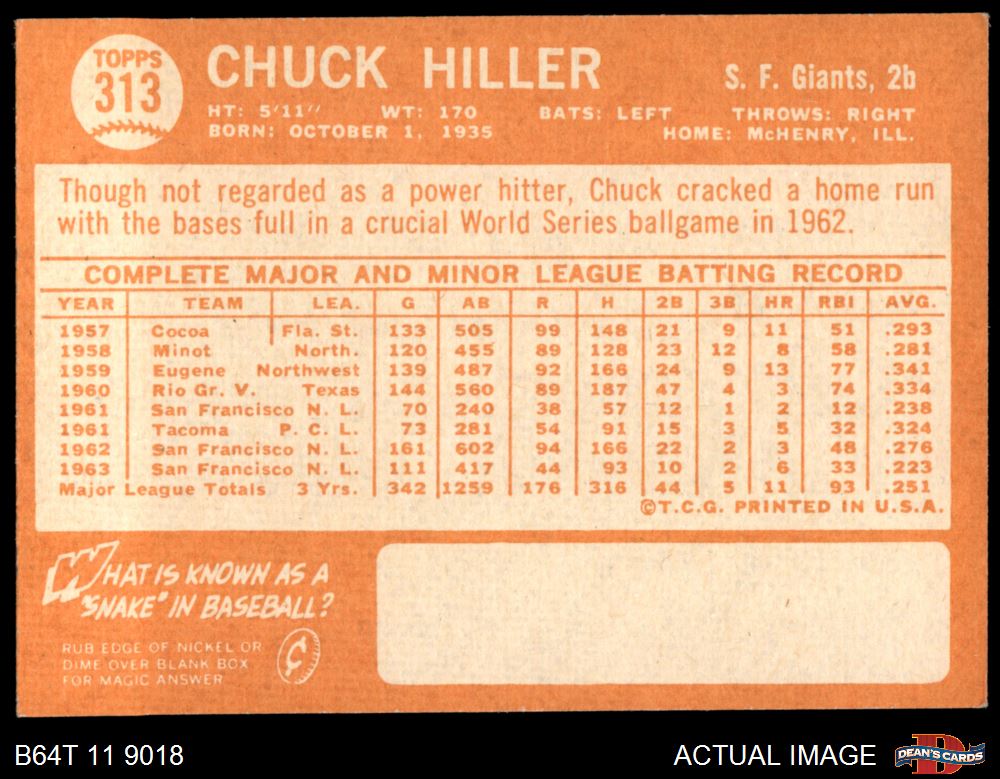 TOPPS
313
CHUCK HILLER
S. F. Giants, 2b
HT: 5'11" WT: 170 BATS: LEFT THROWS: RIGHT
BORN: OCTOBER 1, 1935 HOME: McHENRY, ILL.
Though not regarded as a power hitter, Chuck cracked a home run
with the bases full in a crucial World Series ballgame in 1962.
COMPLETE MAJOR AND MINOR LEAGUE BATTING RECORD
YEAR TEAM LEA. G AB R H 2B 3B HR RBI AVG.
1957 Cocoa Fla. St. 133 505 99 148 21 9 11 51 .293
1958 Minot North. 120 455 89 128 23 12 8 58 .281
1959 Eugene Northwest 139 487 92 166 24 9 13 77 .341
1960 Rio Gr. V. Texas 144 560 89 187 47 4 3 74 .334
1961 San Francisco N. L. 70 240 38 57 12 1 2 12 .238
1961 Tacoma P. C. L. 73 281 54 91 15 3 5 32 .324
1962 San Francisco N. L. 161 602 94 166 22 2 3 48 .276
1963 San Francisco N. L. 111 417 44 93 10 2 6 33 .223
Major League Totals 3 Yrs. 342 1259 176 316 44 5 11 93 .251
©T.C.G. PRINTED IN U.S.A.
WHAT IS KNOWN AS A
"SNAKE" IN BASEBALL?
RUB EDGE OF NICKEL OR
DIME OVER BLANK BOX
FOR MAGIC ANSWER
B64T 11 9018
ACTUAL IMAGE
DEAN'S CARDS